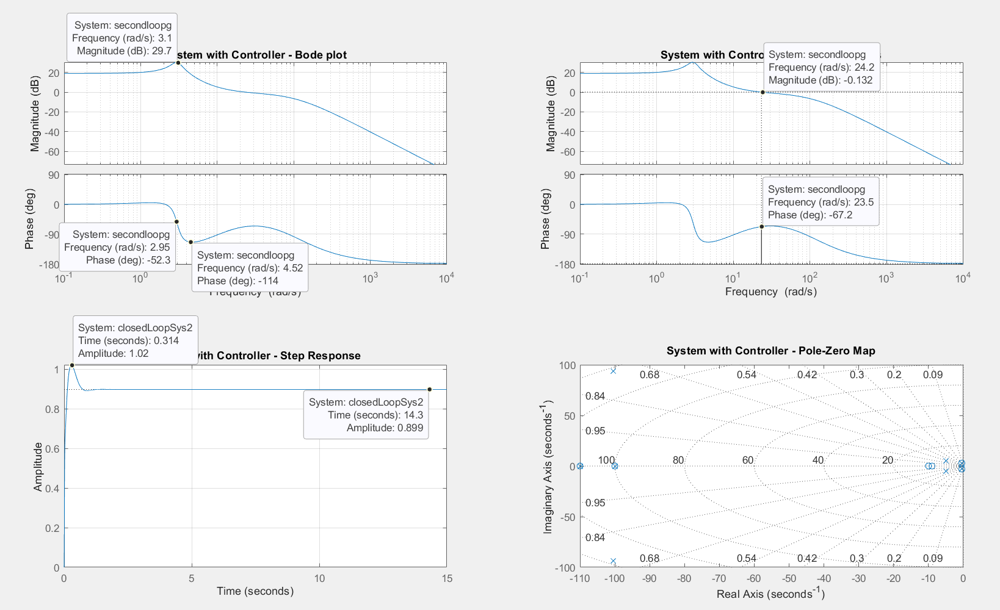 System: secondloopg
Frequency (rad/s): 3.1
Magnitude (dB): 29.7
stem with Controller - Bode plot
Magnitude (dB)
20
0
-20
-40
-60
Phase (deg)
90
0
-90
-180
System: secondloopg
Frequency (rad/s): 2.95
Phase (deg): -52.3
System: secondloopg
Frequency (rad/s): 4.52
Phase (deg): -114
10^-1
10^0
10^3
10^4
Frequency (rad/s)
System with Contro
System: secondloopg
Frequency (rad/s): 24.2
Magnitude (dB): -0.132
Magnitude (dB)
20
0
-20
-40
-60
System: secondloopg
Frequency (rad/s): 23.5
Phase (deg): -67.2
Phase (deg)
90
0
-90
-180
10^-1
10^0
10^1
10^2
10^3
10^4
Frequency (rad/s)
System: closedLoopSys2
Time (seconds): 0.314
Amplitude: 1.02
with Controller - Step Response
Amplitude
1
0.8
0.6
0.4
0.2
0
System: closedLoopSys2
Time (seconds): 14.3
Amplitude: 0.899
0
5
10
15
Time (seconds)
System with Controller - Pole-Zero Map
Imaginary Axis (seconds^-1)
100
50
0
-50
-100
0.68
0.54
0.42
0.3
0.2
0.09
0.84
0.95
100
80
60
40
20
0.95
0.84
0.68
0.54
0.42
0.3
0.2
0.09
-110
-100
-90
-80
-70
-60
-50
-40
-30
-20
-10
0
Real Axis (seconds^-1)